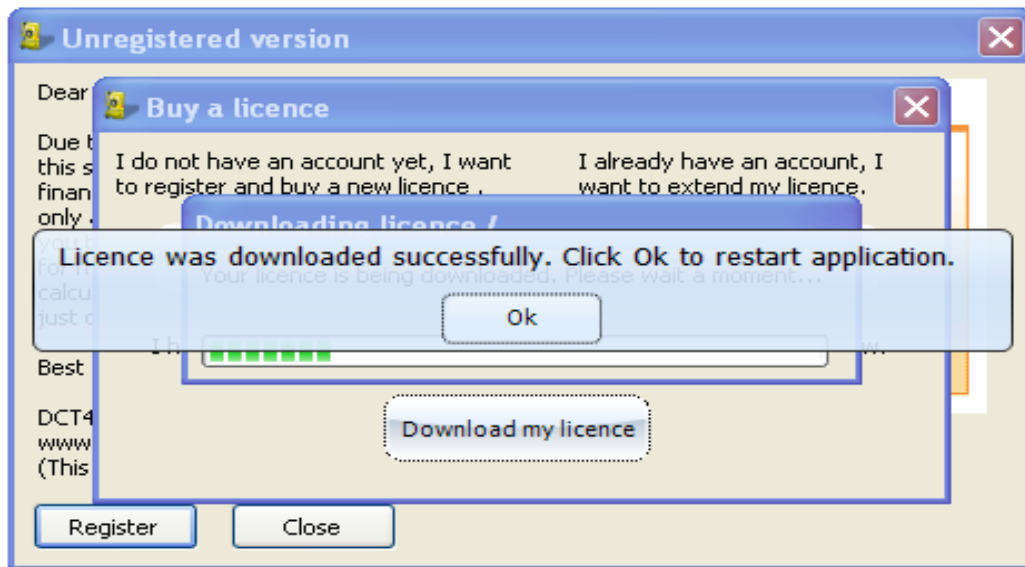 Unregistered version
Dear
Buy a licence
Due t
this s
finan
only
I do not have an account yet, I want
to register and buy a new licence .
I already have an account, I
want to extend my licence.
Downloading licence /
Licence was downloaded successfully. Click Ok to restart application.
you
for
Your licence is being downloaded. Please wait a moment...
calcu
just
Ok
I h
w.
Best
DCT4
www
(This
Download my licence
Register
Close